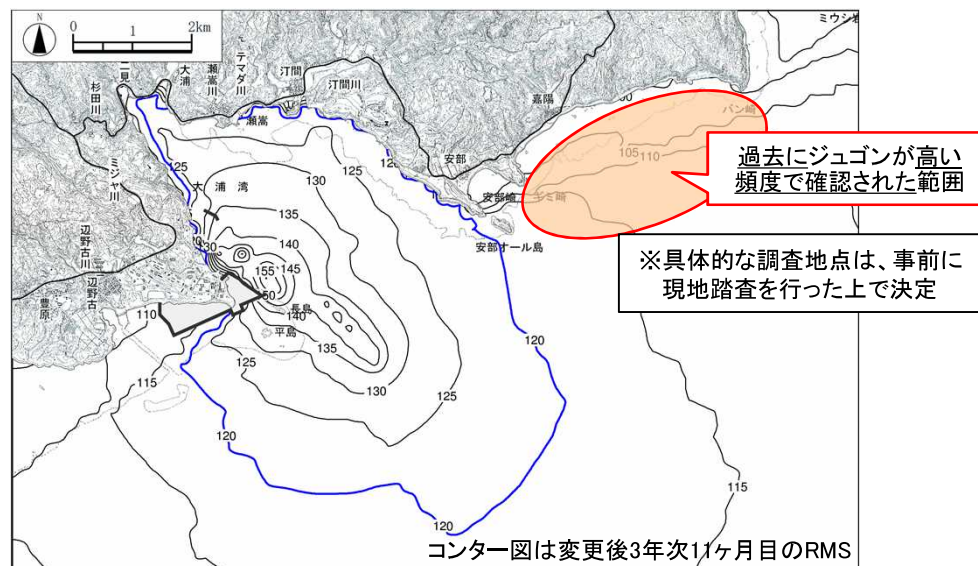 N
0 1 2km
ミウシ岩
杉田川
二見
大浦
瀬嵩川
テマダ川
汀間
汀間川
嘉陽
バン崎
瀬嵩
安部
安部崎
ギミ崎
安部オール島
大浦湾
ミジャ川
辺野古川
辺野古
豊原
長島
平島
105
110
125
130
135
140
145
155
120
125
130
135
140
110
115
125
130
125
120
120
120
115
過去にジュゴンが高い
頻度で確認された範囲
※具体的な調査地点は、事前に
現地踏査を行った上で決定
コンター図は変更後3年次11ヶ月目のRMS